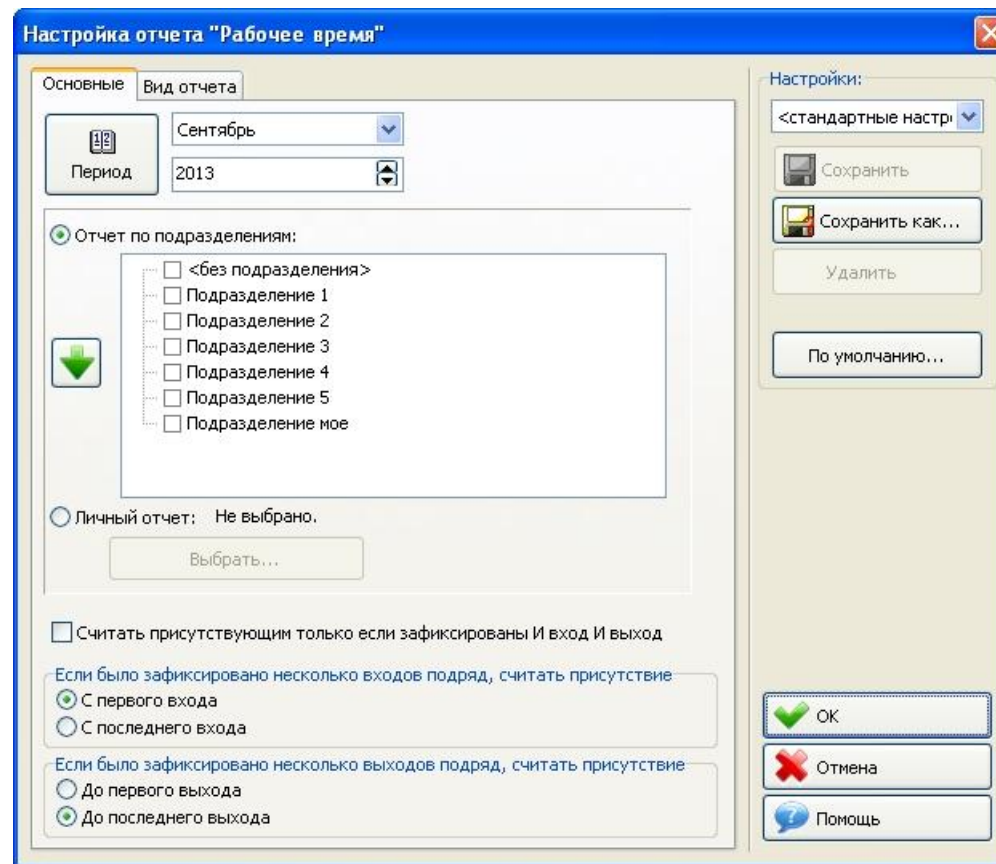 Настройка отчета "Рабочее время"
Основные
Вид отчета
Период
Сентябрь
2013
Отчет по подразделениям:
<без подразделения>
Подразделение 1
Подразделение 2
Подразделение 3
Подразделение 4
Подразделение 5
Подразделение мое
Личный отчет: Не выбрано.
Выбрать...
Считать присутствующим только если зафиксированы И вход И выход
Если было зафиксировано несколько входов подряд, считать присутствие
С первого входа
С последнего входа
Если было зафиксировано несколько выходов подряд, считать присутствие
До первого выхода
До последнего выхода
Настройки:
<стандартные настр
Сохранить
Сохранить как...
Удалить
По умолчанию...
OK
Отмена
Помощь